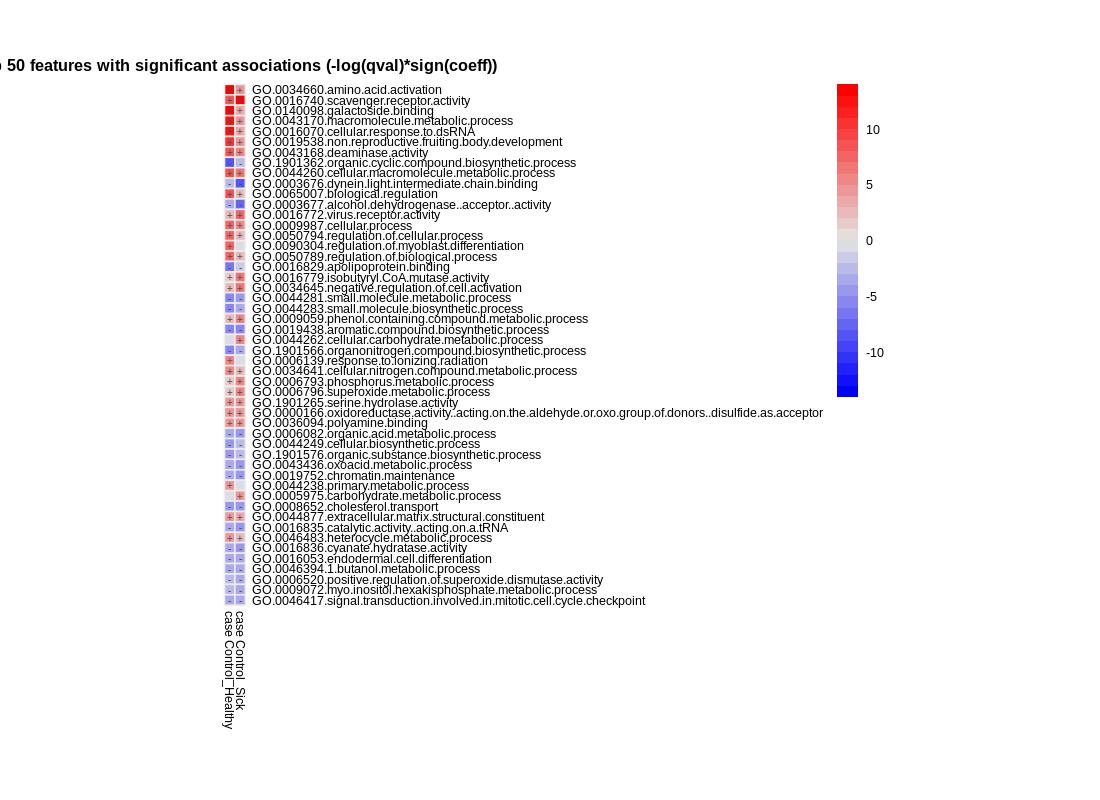 50 features with significant associations (-log(qval)*sign(coeff))
GO.0034660.amino.acid.activation
GO.0016740.scavenger.receptor.activity
GO.0140098.galactoside.binding
GO.0043170.macromolecule.metabolic.process
GO.0016070.cellular.response.to.dsRNA
GO.0019538.non.reproductive.fruiting.body.development
GO.0043168.deaminase.activity
GO.1901362.organic.cyclic.compound.biosynthetic.process
GO.0044260.cellular.macromolecule.metabolic.process
GO.0003676.dynein.light.intermediate.chain.binding
GO.0065007.biological.regulation
GO.0003677.alcohol.dehydrogenase..acceptor..activity
GO.0016772.virus.receptor.activity
GO.0009987.cellular.process
GO.0050794.regulation.of.cellular.process
GO.0090304.regulation.of.myoblast.differentiation
GO.0050789.regulation.of.biological.process
GO.0016829.apolipoprotein.binding
GO.0016779.isobutyryl.CoA.mutase.activity
GO.0034645.negative.regulation.of.cell.activation
GO.0044281.small.molecule.metabolic.process
GO.0044283.small.molecule.biosynthetic.process
GO.0009059.phenol.containing.compound.metabolic.process
GO.0019438.aromatic.compound.biosynthetic.process
GO.0044262.cellular.carbohydrate.metabolic.process
GO.1901566.organonitrogen.compound.biosynthetic.process
GO.0006139.response.to.ionizing.radiation
GO.0034641.cellular.nitrogen.compound.metabolic.process
GO.0006793.phosphorus.metabolic.process
GO.0006796.superoxide.metabolic.process
GO.1901265.serine.hydrolase.activity
GO.0000166.oxidoreductase.activity..acting.on.the.aldehyde.or.oxo.group.of.donors..disulfide.as.acceptor
GO.0036094.polyamine.binding
GO.0006082.organic.acid.metabolic.process
GO.0044249.cellular.biosynthetic.process
GO.1901576.organic.substance.biosynthetic.process
GO.0043436.oxoacid.metabolic.process
GO.0019752.chromatin.maintenance
GO.0044238.primary.metabolic.process
GO.0005975.carbohydrate.metabolic.process
GO.0008652.cholesterol.transport
GO.0044877.extracellular.matrix.structural.constituent
GO.0016835.catalytic.activity..acting.on.a.tRNA
GO.0046483.heterocycle.metabolic.process
GO.0016836.cyanate.hydratase.activity
GO.0016053.endodermal.cell.differentiation
GO.0046394.1.butanol.metabolic.process
GO.0006520.positive.regulation.of.superoxide.dismutase.activity
GO.0009072.myo.inositol.hexakisphosphate.metabolic.process
GO.0046417.signal.transduction.involved.in.mitotic.cell.cycle.checkpoint
case Control_Healthy
case Control_Sick
10
5
0
-5
-10